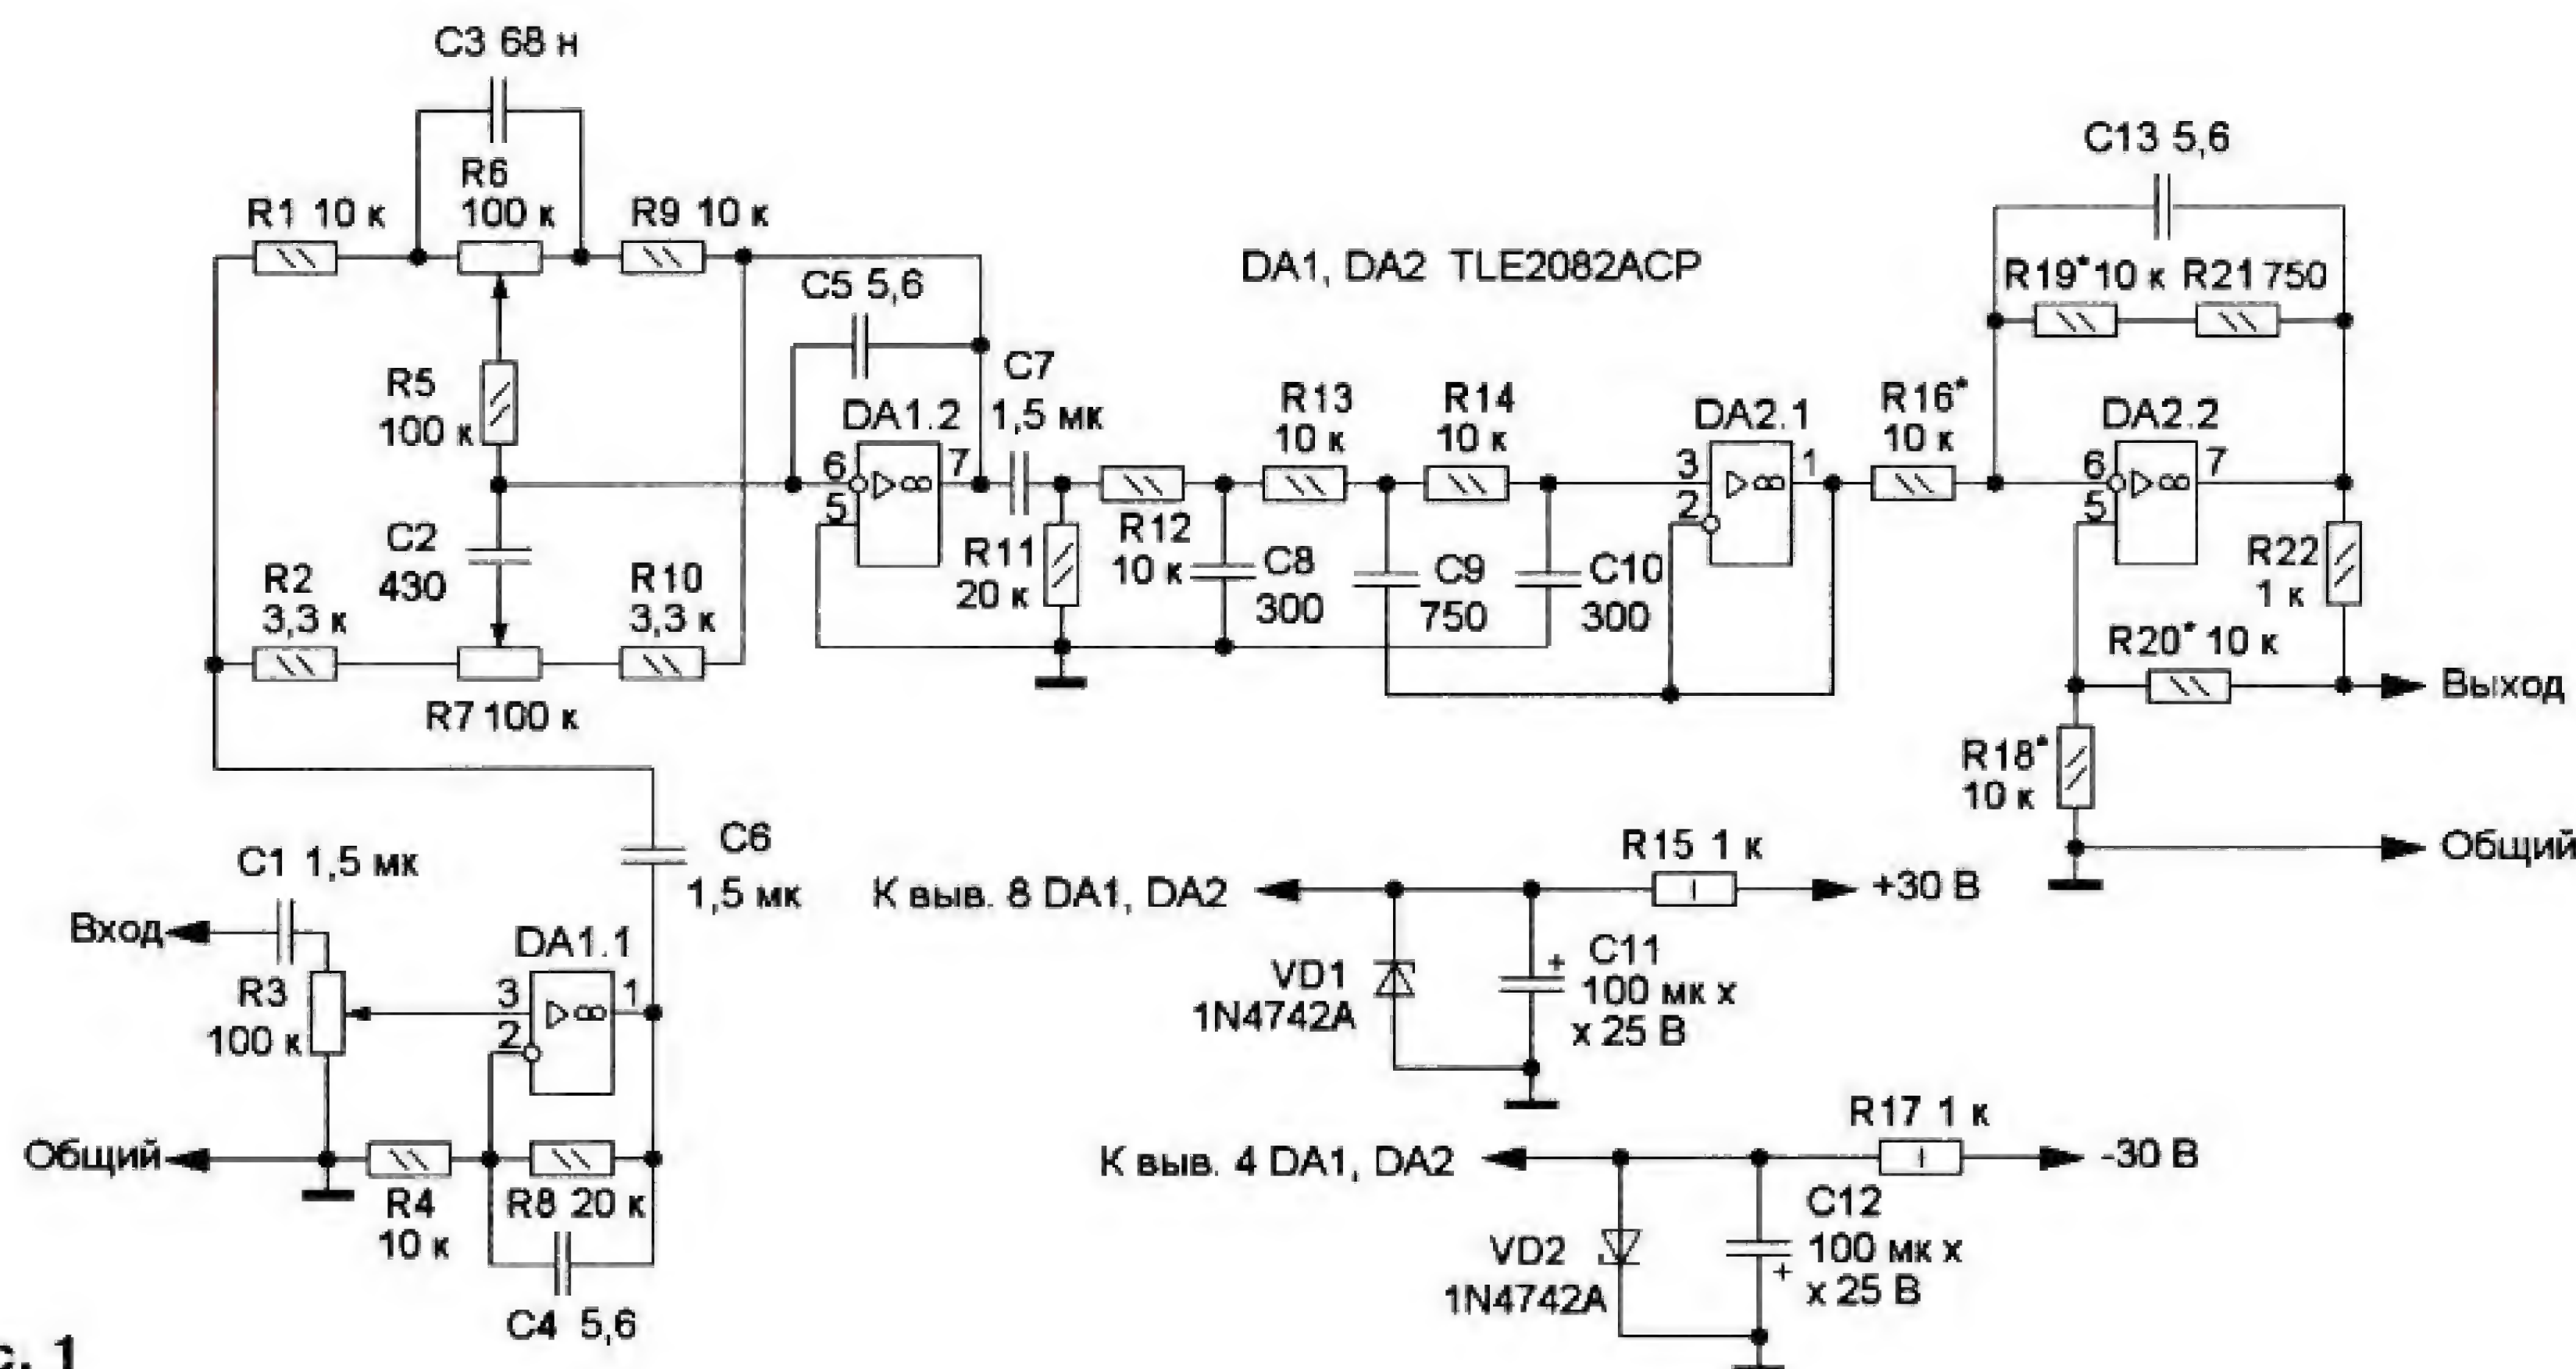 C3 68 н
R1 10 к
R6
100 к
R9 10 к
C5 5,6
R5
100 к
C2
430
R2
3,3 к
R10
3,3 к
R7 100 к
DA1.2
6
5
7
C7
1,5 мк
R11
20 к
R12
10 к
C8
300
R13
10 к
R14
10 к
C9
750
C10
300
DA1, DA2 TLE2082ACP
DA2.1
3
2
1
R16*
10 к
C13 5,6
R19* 10 к
R21 750
DA2.2
6
5
7
R22
1 к
R20* 10 к
Выход
R18*
10 к
Общий
C1 1,5 мк
Вход
R3
100 к
DA1.1
3
2
1
C6
1,5 мк
Общий
R4
10 к
R8 20 к
C4 5,6
К выв. 8 DA1, DA2
R15 1 к
+30 В
VD1
1N4742A
+
C11
100 мк х
х 25 В
К выв. 4 DA1, DA2
R17 1 к
-30 В
VD2
1N4742A
C12
100 мк х
+
х 25 В
с. 1